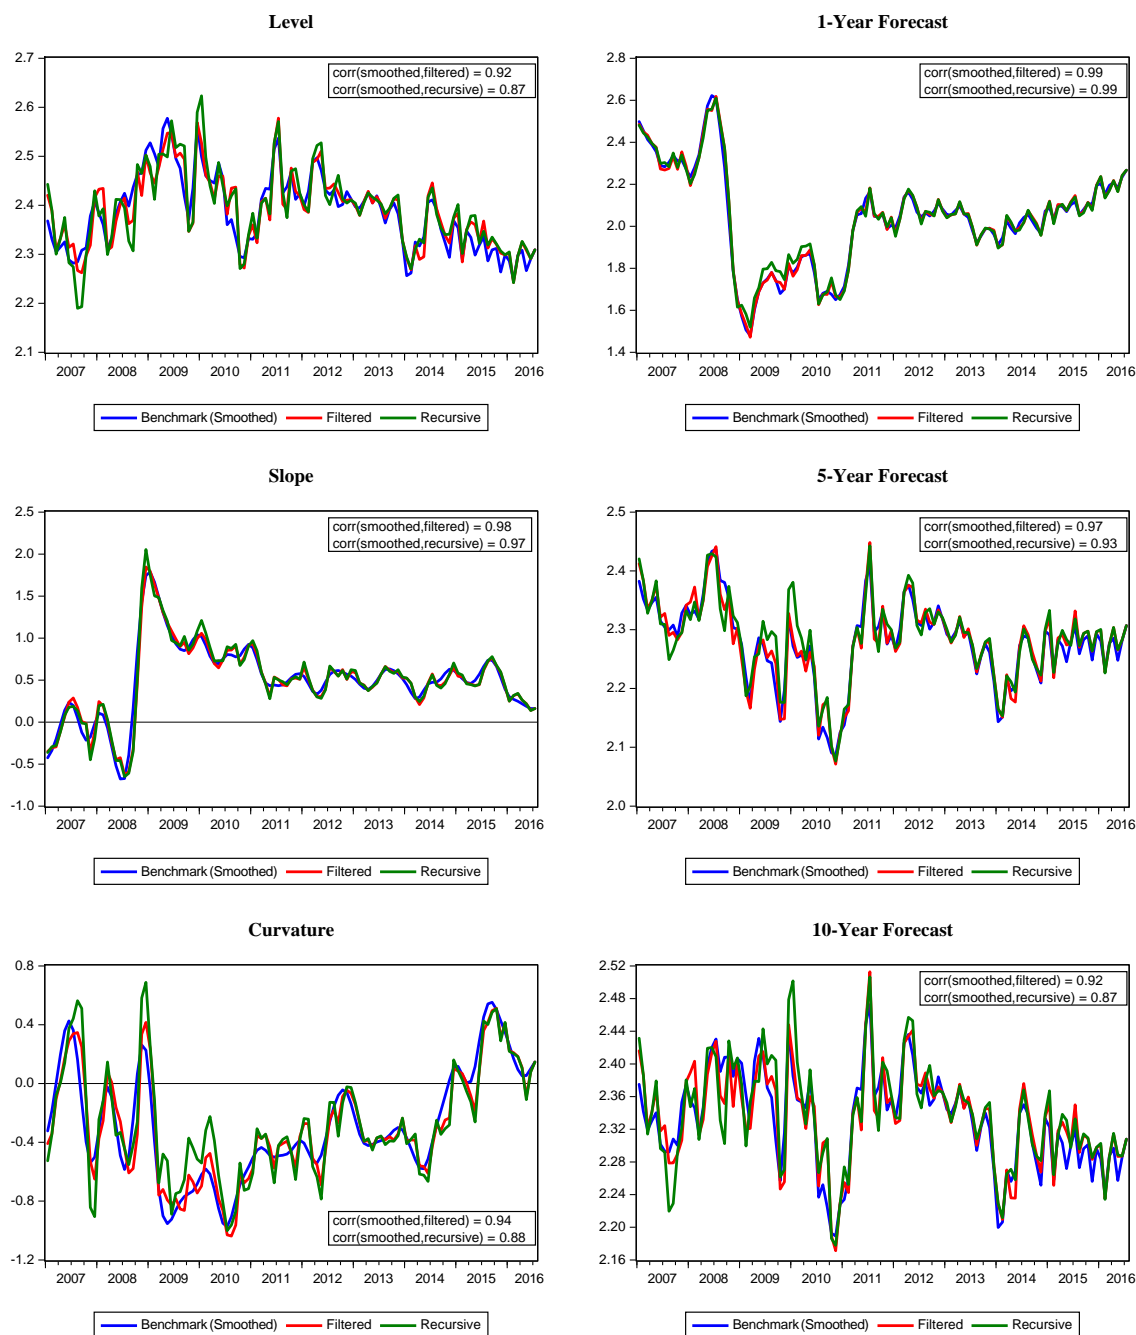 Level
2.7
2.6
2.5
2.4
2.3
2.2
2.1
corr(smoothed,filtered) = 0.92
corr(smoothed,recursive) = 0.87
2007 2008 2009 2010 2011 2012 2013 2014 2015 2016
Benchmark (Smoothed) Filtered Recursive
1-Year Forecast
2.8
2.6
2.4
2.2
2.0
1.8
1.6
1.4
corr(smoothed,filtered) = 0.99
corr(smoothed,recursive) = 0.99
2007 2008 2009 2010 2011 2012 2013 2014 2015 2016
Benchmark (Smoothed) Filtered Recursive
Slope
2.5
2.0
1.5
1.0
0.5
0.0
-0.5
-1.0
corr(smoothed,filtered) = 0.98
corr(smoothed,recursive) = 0.97
2007 2008 2009 2010 2011 2012 2013 2014 2015 2016
Benchmark (Smoothed) Filtered Recursive
5-Year Forecast
2.5
2.4
2.3
2.2
2.1
2.0
corr(smoothed,filtered) = 0.97
corr(smoothed,recursive) = 0.93
2007 2008 2009 2010 2011 2012 2013 2014 2015 2016
Benchmark (Smoothed) Filtered Recursive
Curvature
0.8
0.4
0.0
-0.4
-0.8
-1.2
corr(smoothed,filtered) = 0.94
corr(smoothed,recursive) = 0.88
2007 2008 2009 2010 2011 2012 2013 2014 2015 2016
Benchmark (Smoothed) Filtered Recursive
10-Year Forecast
2.52
2.48
2.44
2.40
2.36
2.32
2.28
2.24
2.20
2.16
corr(smoothed,filtered) = 0.92
corr(smoothed,recursive) = 0.87
2007 2008 2009 2010 2011 2012 2013 2014 2015 2016
Benchmark (Smoothed) Filtered Recursive